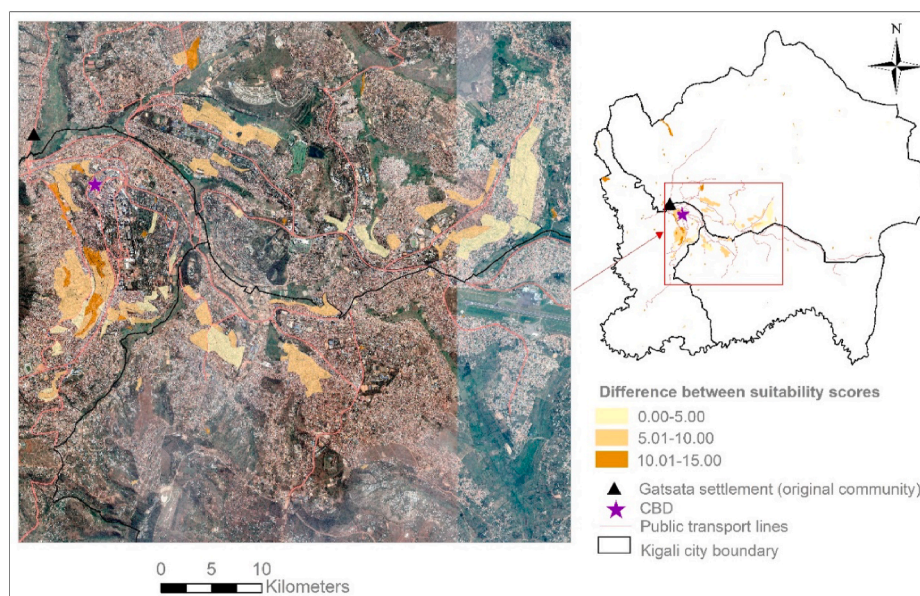 N
Difference between suitability scores
0.00-5.00
5.01-10.00
10.01-15.00
Gatsata settlement (original community)
CBD
Public transport lines
Kigali city boundary
0 5 10
Kilometers